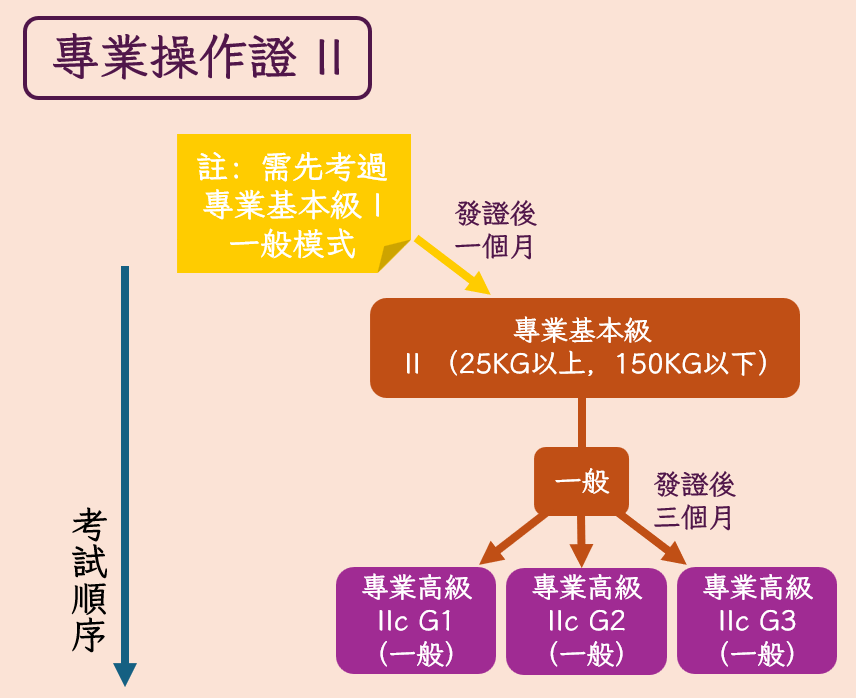 專業操作證 II
註：需先考過
專業基本級 I
一般模式
發證後
一個月
專業基本級
II （25KG以上，150KG以下）
一般
發證後
三個月
考試順序
專業高級
IIc G1
(一般)
專業高級
IIc G2
(一般)
專業高級
IIc G3
(一般)